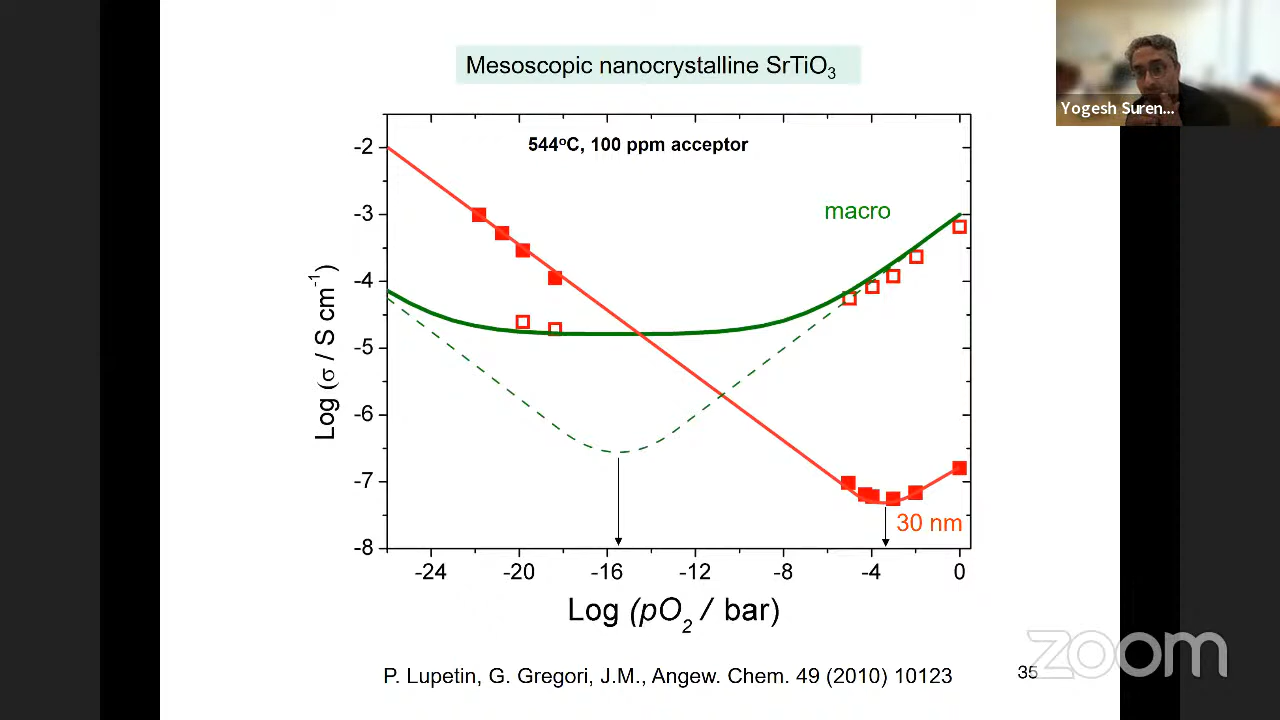 Mesoscopic nanocrystalline SrTiO₃
Yogesh Suren...
544°C, 100 ppm acceptor
macro
30 nm
Log (σ / S cm⁻¹)
-2
-3
-4
-5
-6
-7
-8
-24 -20 -16 -12 -8 -4 0
Log (pO₂ / bar)
P. Lupetin, G. Gregori, J.M., Angew. Chem. 49 (2010) 10123
35
zoom